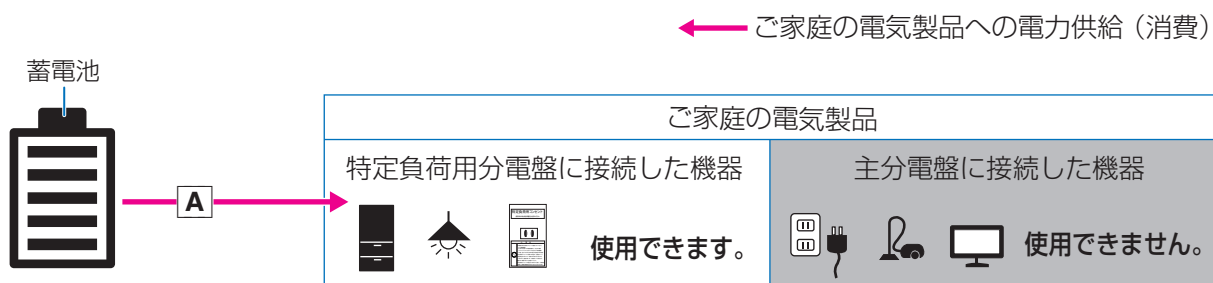 ご家庭の電気製品への電力供給（消費）
蓄電池
ご家庭の電気製品
特定負荷用分電盤に接続した機器
主分電盤に接続した機器
A
使用できます。
使用できません。